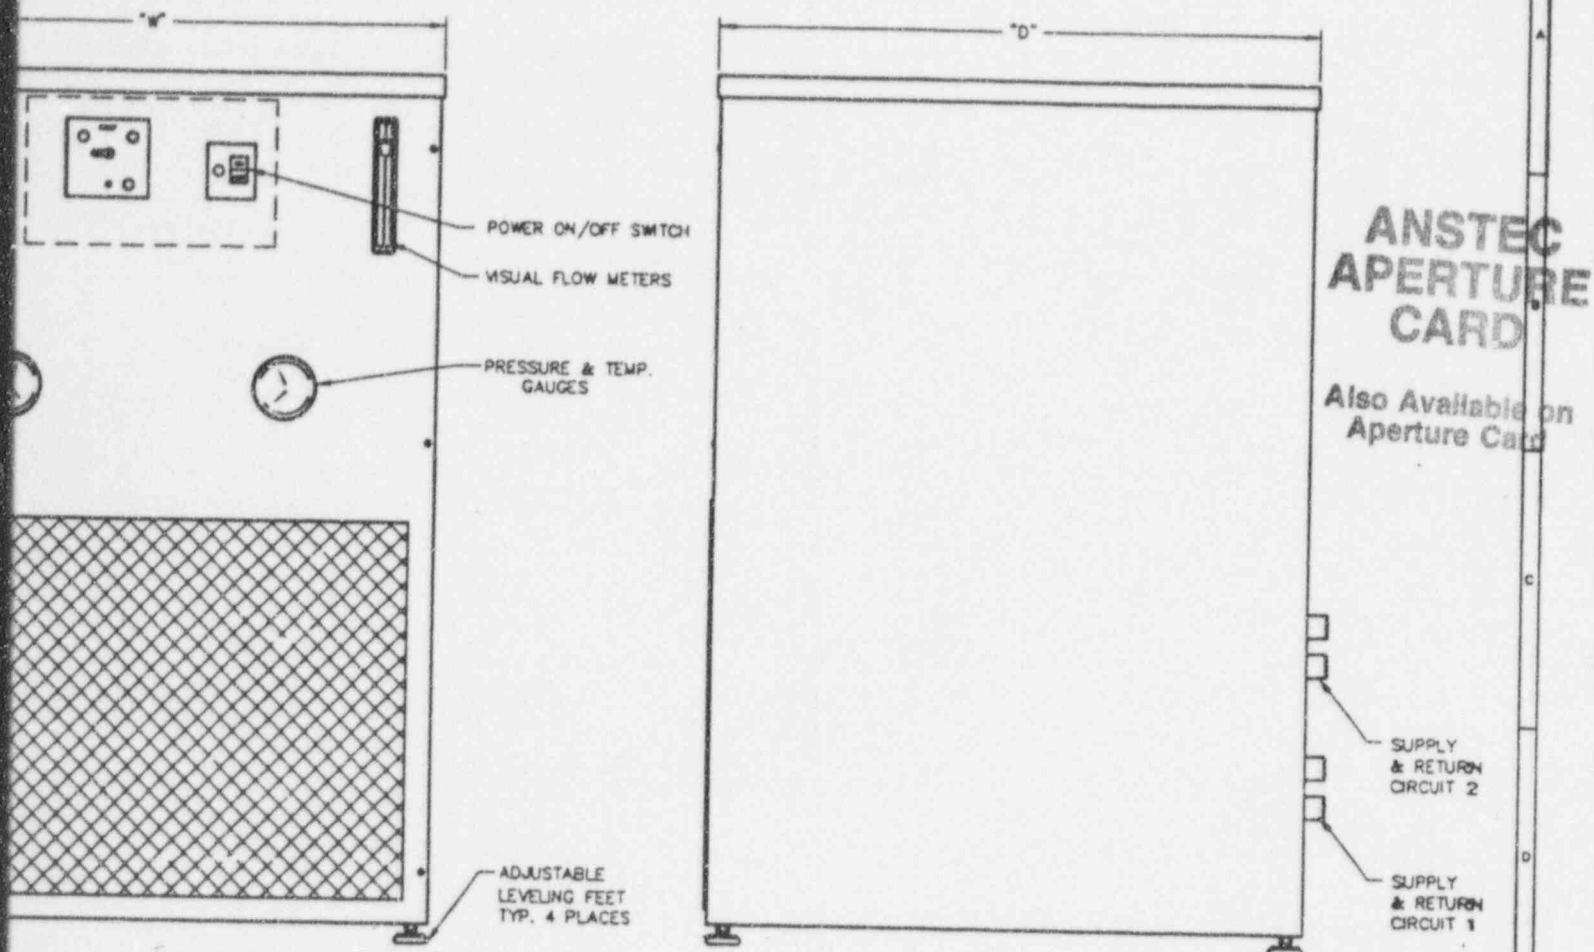 "W"
"D"
A
POWER ON/OFF SWITCH
VISUAL FLOW METERS
ANSTEC
APERTURE
CARD
B
PRESSURE & TEMP.
GAUGES
Also Available on
Aperture Card
C
SUPPLY
& RETURN
CIRCUIT 2
D
ADJUSTABLE
LEVELING FEET
TYP. 4 PLACES
SUPPLY
& RETURN
CIRCUIT 1